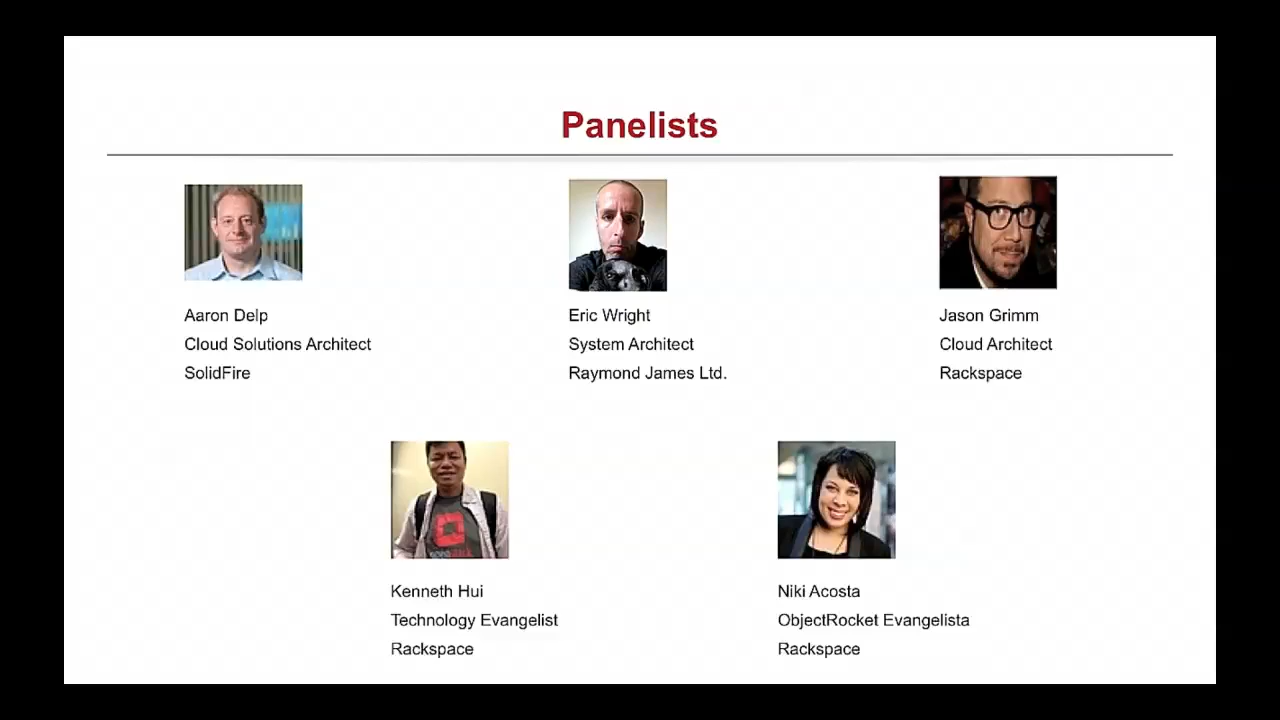 Panelists
Aaron Delp
Cloud Solutions Architect
SolidFire
Eric Wright
System Architect
Raymond James Ltd.
Jason Grimm
Cloud Architect
Rackspace
Kenneth Hui
Technology Evangelist
Rackspace
Niki Acosta
ObjectRocket Evangelista
Rackspace